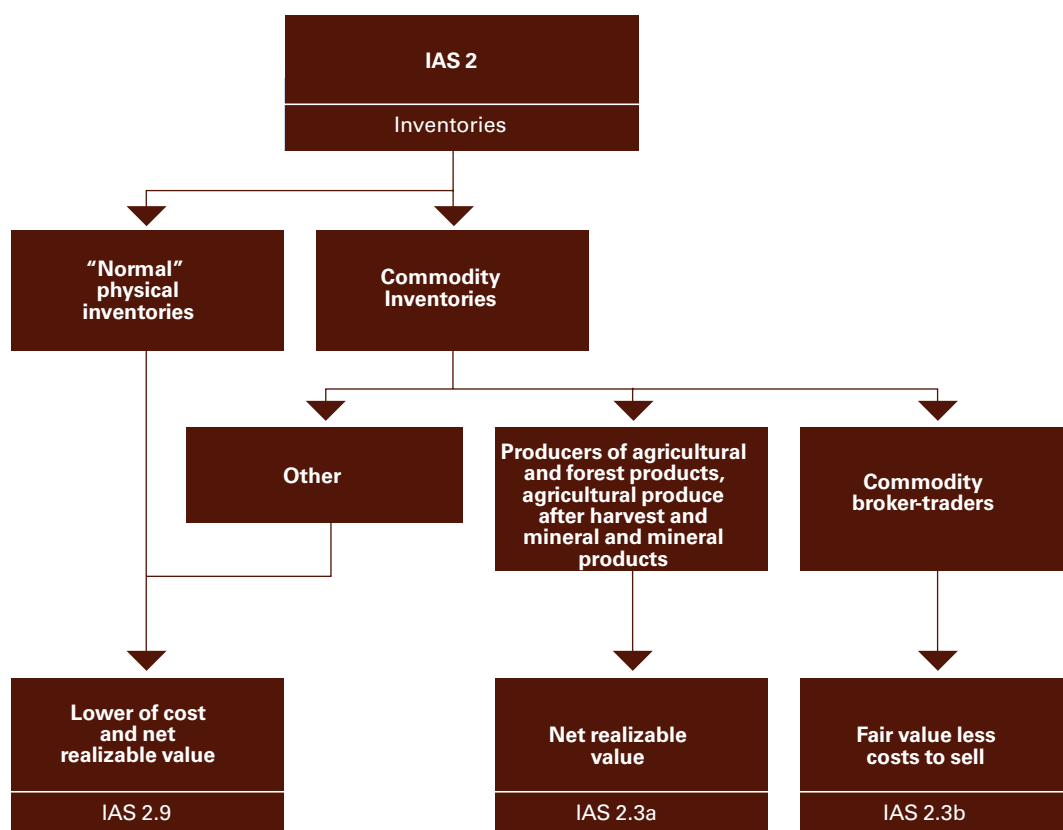 IAS 2
Inventories
“Normal”
physical
inventories
Commodity
Inventories
Other
Producers of agricultural
and forest products,
agricultural produce
after harvest and
mineral and mineral
products
Commodity
broker-traders
Lower of cost
and net
realizable value
IAS 2.9
Net realizable
value
IAS 2.3a
Fair value less
costs to sell
IAS 2.3b